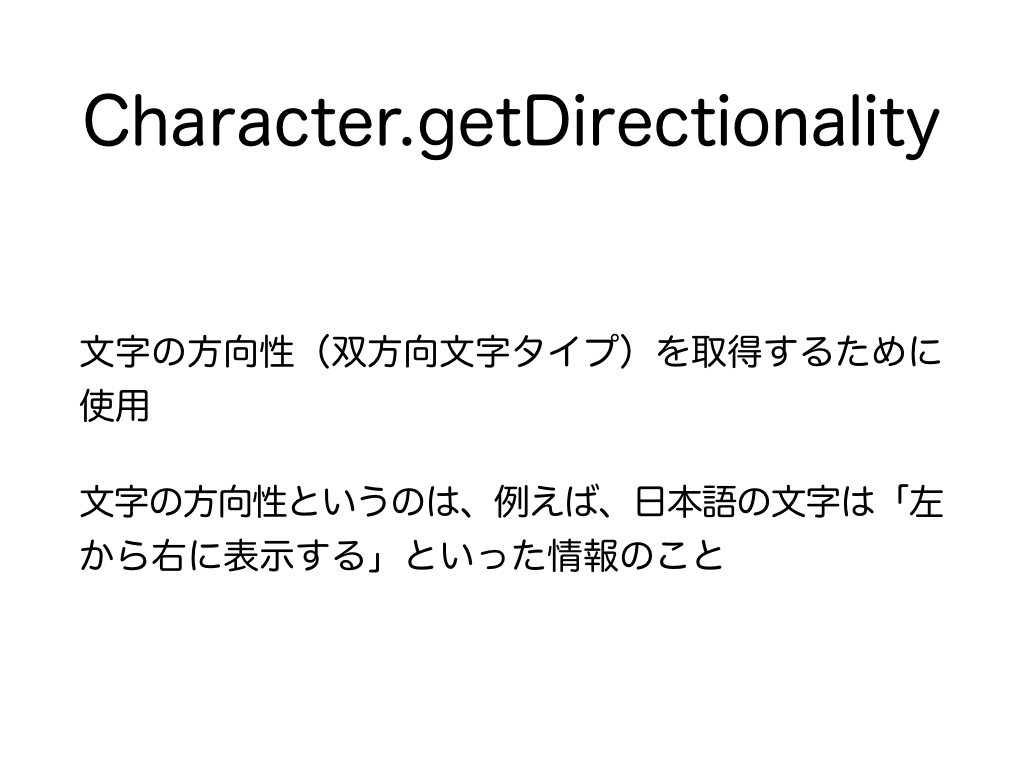 Character.getDirectionality
文字の方向性（双方向文字タイプ）を取得するために
使用
文字の方向性というのは、例えば、日本語の文字は「左
から右に表示する」といった情報のこと